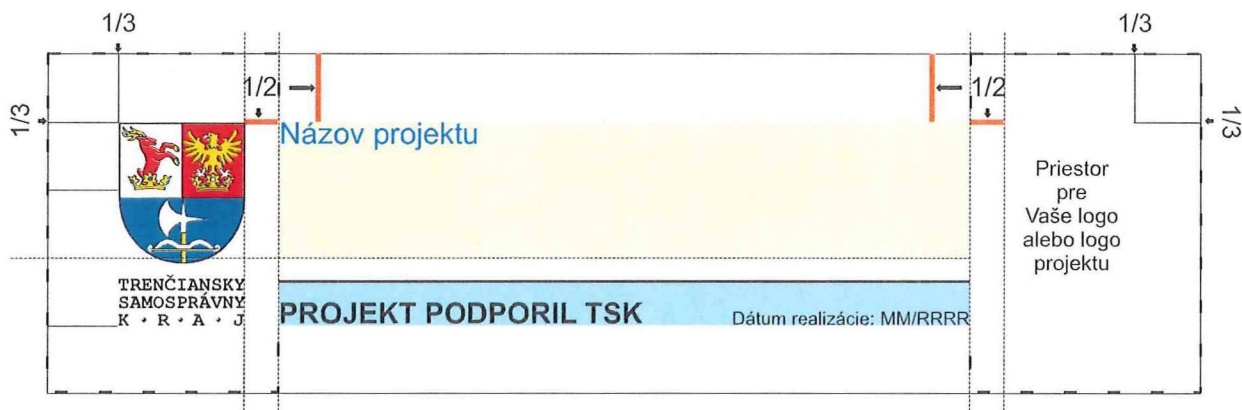 1/3
1/3
1/2
1/2
1/3
1/3
Názov projektu
Priestor
pre
Vaše logo
alebo logo
projektu
TRENČIANSKY
SAMOSPRÁVNY
K · R · A · J
PROJEKT PODPORIL TSK
Dátum realizácie: MM/RRRR